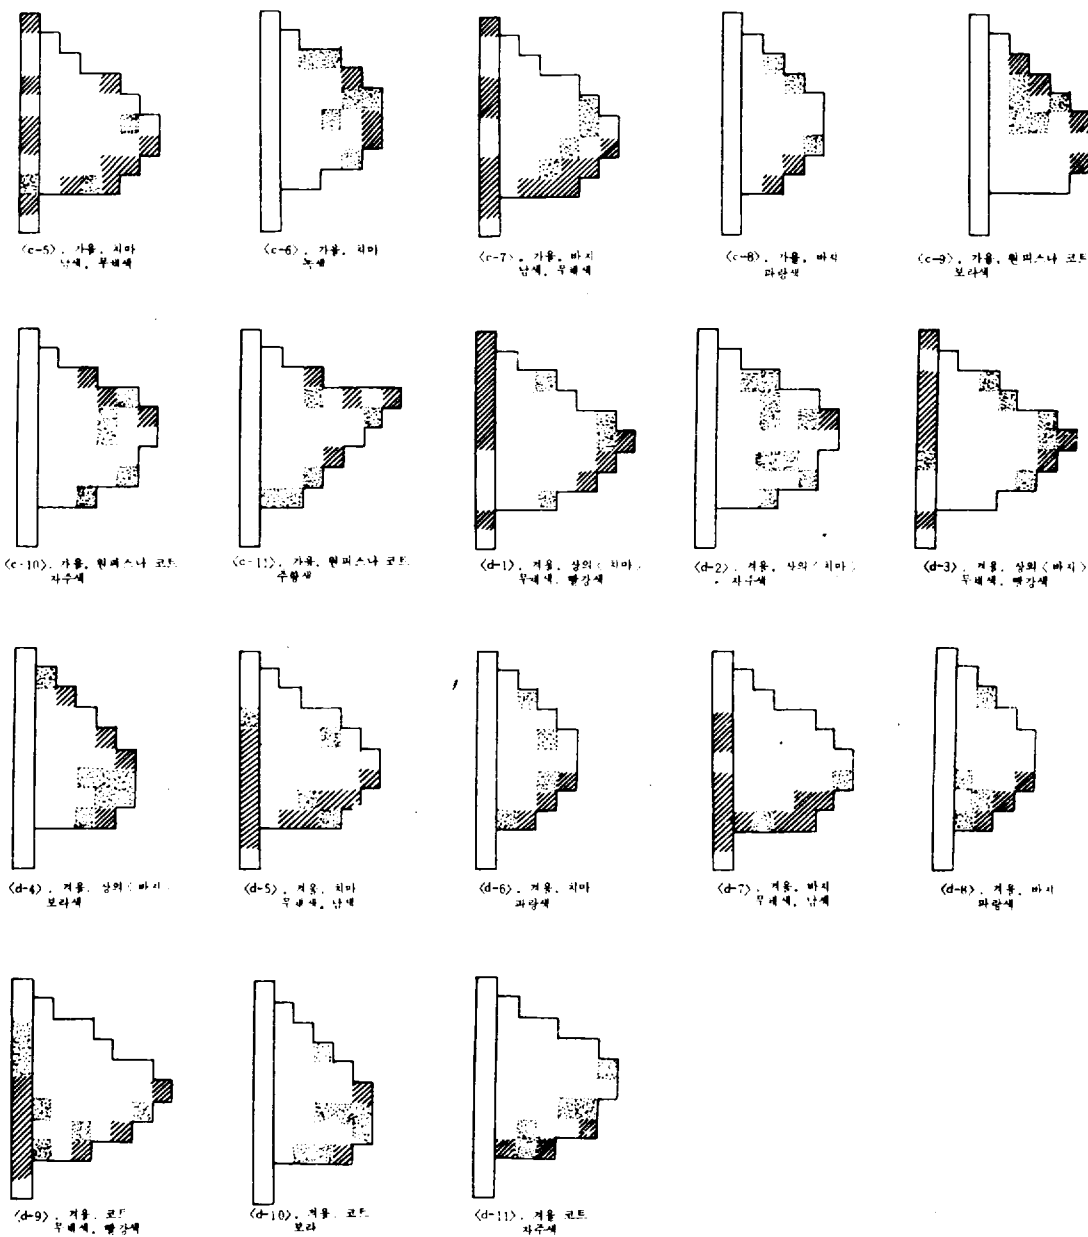 <c-5>. 가을. 치마
남색, 무채색
<c-6>. 가을. 치마
녹색
<c-7>. 가을. 바지
남색, 무채색
<c-8>. 가을. 바지
파랑색
<c-9>. 가을, 원피스나 코트
보라색
<c-10>. 가을, 원피스나 코트
자주색
<c-11>. 가을, 원피스나 코트
주황색
<d-1>. 겨울. 상의 <치마>
무채색, 빨강색
<d-2>. 겨울, 상의 <치마>
자주색
<d-3>. 겨울, 상의 <바지>
무채색, 빨강색
<d-4>. 겨울. 상의 <바지>
보라색
<d-5>. 겨울. 치마
무채색, 남색
<d-6>. 겨울, 치마
파랑색
<d-7>. 겨울. 바지
무채색, 남색
<d-8>. 겨울, 바지
파랑색
<d-9>. 겨울. 코트
무채색, 빨강색
<d-10>. 겨울. 코트
보라
<d-11>. 겨울 코트
자주색